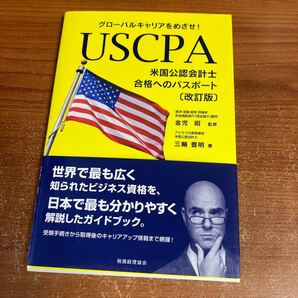 グローバルキャリアをめざせ!
USCPA
米国公認会計士
合格へのパスポート
〔改訂版〕
金児 昭 監修
三輪 豊明 著
世界で最も広く
知られたビジネス資格を、
日本で最も分かりやすく
解説したガイドブック。
受験手続きから取得後のキャリアアップ情報まで網羅!
税務経理協会